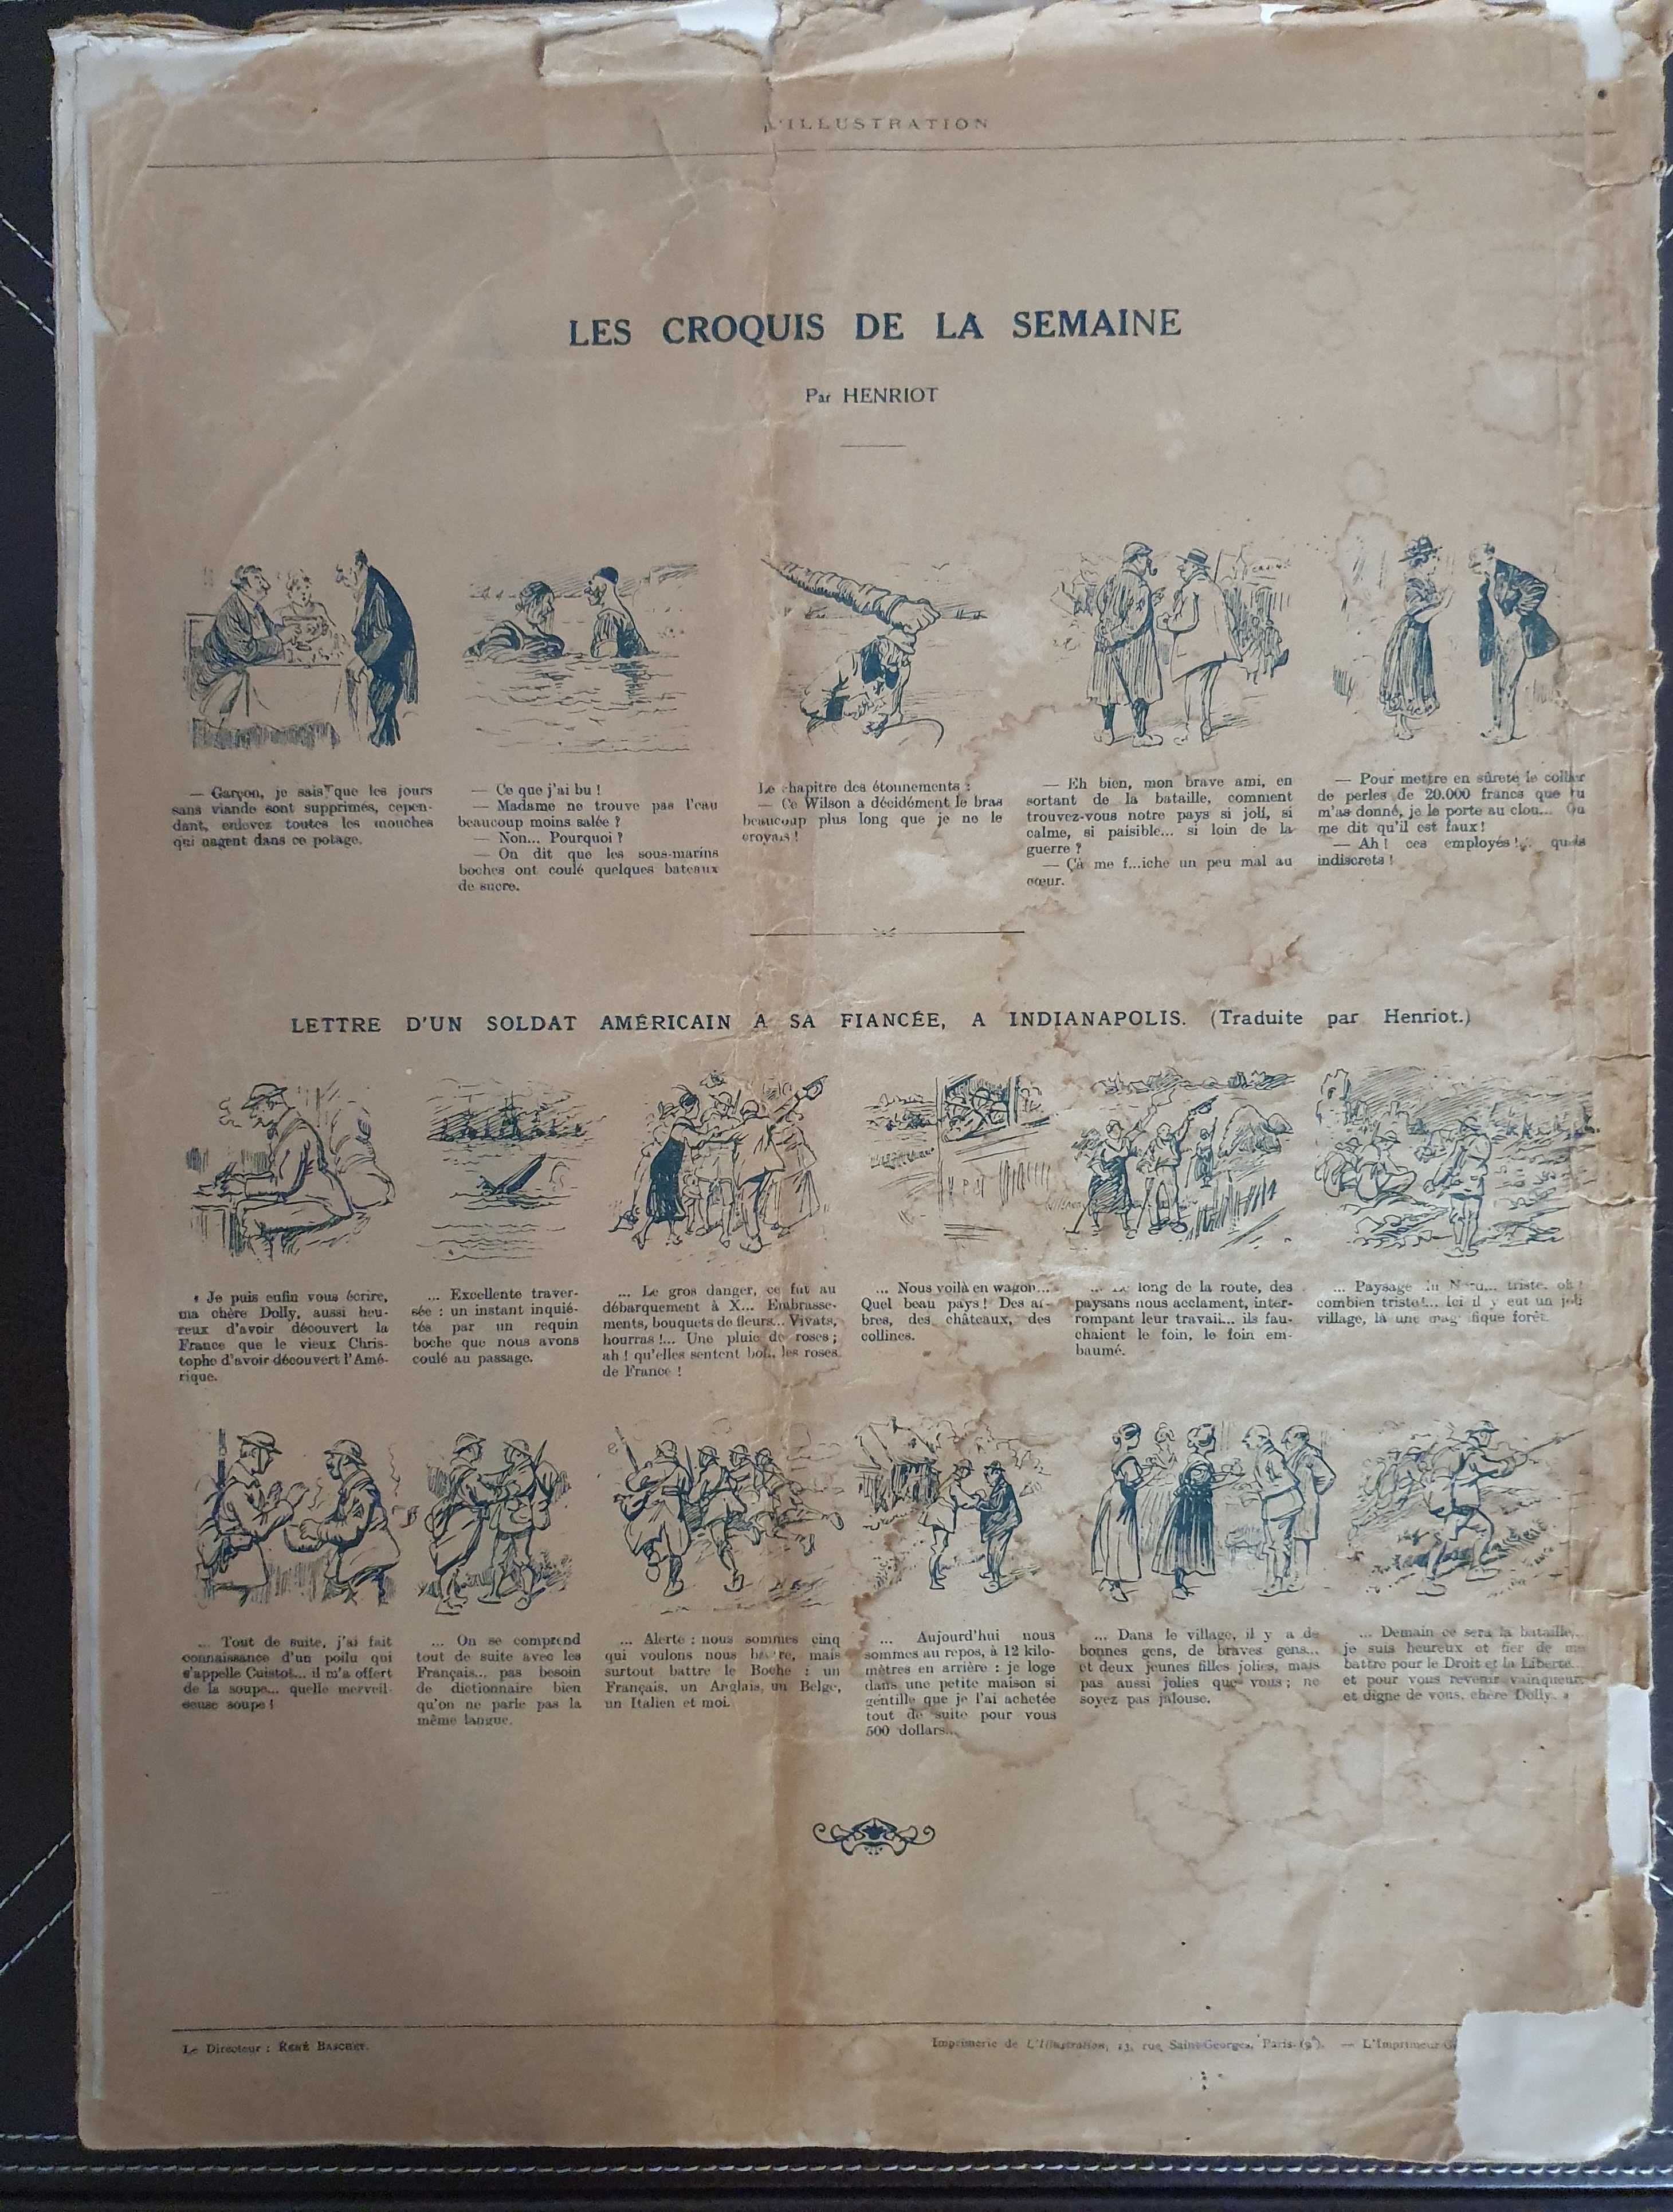 L'ILLUSTRATION
LES CROQUIS DE LA SEMAINE
Par HENRIOT
— Garçon, je sais que les jours
sans viande sont supprimés, cepen-
dant, enlevez toutes les mouches
qui nagent dans ce potage.
— Ce que j'ai bu !
— Madame ne trouve pas l'eau
beaucoup moins salée ?
— Non... Pourquoi ?
— On dit que les sous-marins
boches ont coulé quelques bateaux
de sucre.
Le chapitre des étonnements :
— Ce Wilson a décidément le bras
beaucoup plus long que je ne le
croyais !
— Eh bien, mon brave ami, en
sortant de la bataille, comment
trouvez-vous notre pays si joli, si
calme, si paisible... si loin de la
guerre ?
— Çà me f...iche un peu mal au
cœur.
— Pour mettre en sûreté le collier
de perles de 20.000 francs que tu
m'as donné, je le porte au clou... On
me dit qu'il est faux !
— Ah ! ces employés !... quels
indiscrets !
LETTRE D'UN SOLDAT AMÉRICAIN A SA FIANCÉE, A INDIANAPOLIS. (Traduite par Henriot.)
« Je puis enfin vous écrire,
ma chère Dolly, aussi heu-
reux d'avoir découvert la
France que le vieux Chris-
tophe d'avoir découvert l'Amé-
rique.
... Excellente traver-
sée : un instant inquié-
tés par un requin
boche que nous avons
coulé au passage.
... Le gros danger, ce fut au
débarquement à X... Embrasse-
ments, bouquets de fleurs... Vivats,
hourras !... Une pluie de roses ;
ah ! qu'elles sentent bon, les roses
de France !
... Nous voilà en wagon...
Quel beau pays ! Des ar-
bres, des châteaux, des
collines.
... Le long de la route, des
paysans nous acclament, inter-
rompant leur travail... ils fau-
chaient le foin, le foin em-
baumé.
... Paysage du Nord... triste, oh !
combien triste !... Ici il y eut un joli
village, là une magnifique forêt.
... Tout de suite, j'ai fait
connaissance d'un poilu qui
s'appelle Cuistot... il m'a offert
de la soupe... quelle merveil-
leuse soupe !
... On se comprend
tout de suite avec les
Français... pas besoin
de dictionnaire bien
qu'on ne parle pas la
même langue.
... Alerte : nous sommes cinq
qui voulons nous battre, mais
surtout battre le Boche : un
Français, un Anglais, un Belge,
un Italien et moi.
... Aujourd'hui nous
sommes au repos, à 12 kilo-
mètres en arrière : je loge
dans une petite maison si
gentille que je l'ai achetée
tout de suite pour vous
500 dollars...
... Dans le village, il y a de
bonnes gens, de braves gens...
et deux jeunes filles jolies, mais
pas aussi jolies que vous ; ne
soyez pas jalouse.
... Demain ce sera la bataille...
je suis heureux et fier de me
battre pour le Droit et la Liberté...
et pour vous revenir vainqueur
et digne de vous, chère Dolly. »
Le Directeur : RENÉ BASCHET.
Imprimerie de L'Illustration, 13, rue Saint-Georges, Paris (9e). — L'Imprimeur